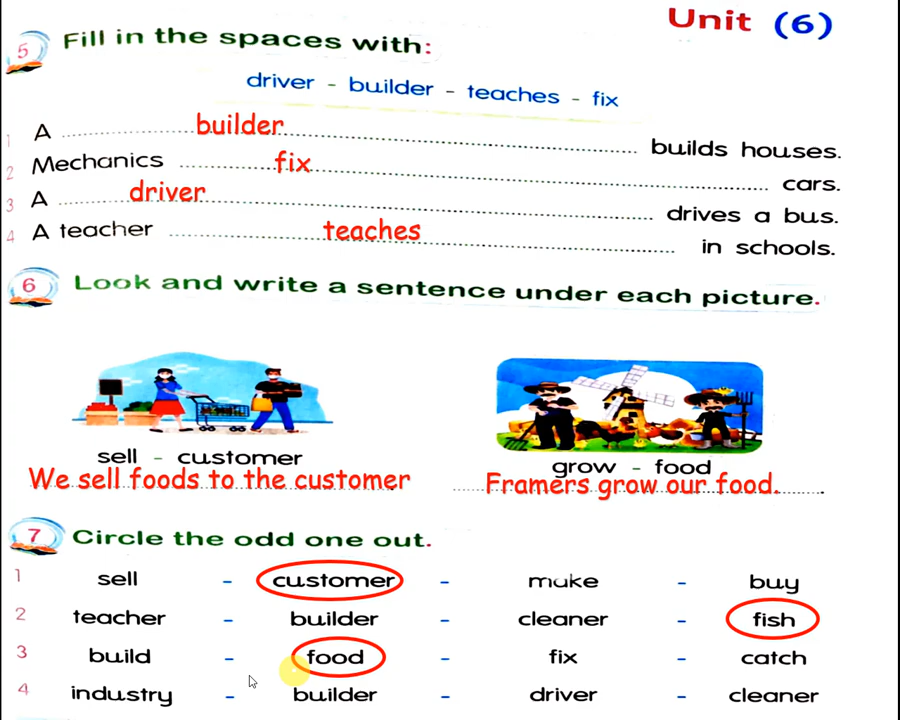 Unit (6)
5 Fill in the spaces with:
driver - builder - teaches - fix
1 A ........ builder ........ builds houses.
2 Mechanics ........ fix ........ cars.
3 A ........ driver ........ drives a bus.
4 A teacher ........ teaches ........ in schools.
6 Look and write a sentence under each picture.
sell - customer
We sell foods to the customer
grow - food
Framers grow our food.
7 Circle the odd one out.
1 sell - customer - make - buy
2 teacher - builder - cleaner - fish
3 build - food - fix - catch
4 industry - builder - driver - cleaner